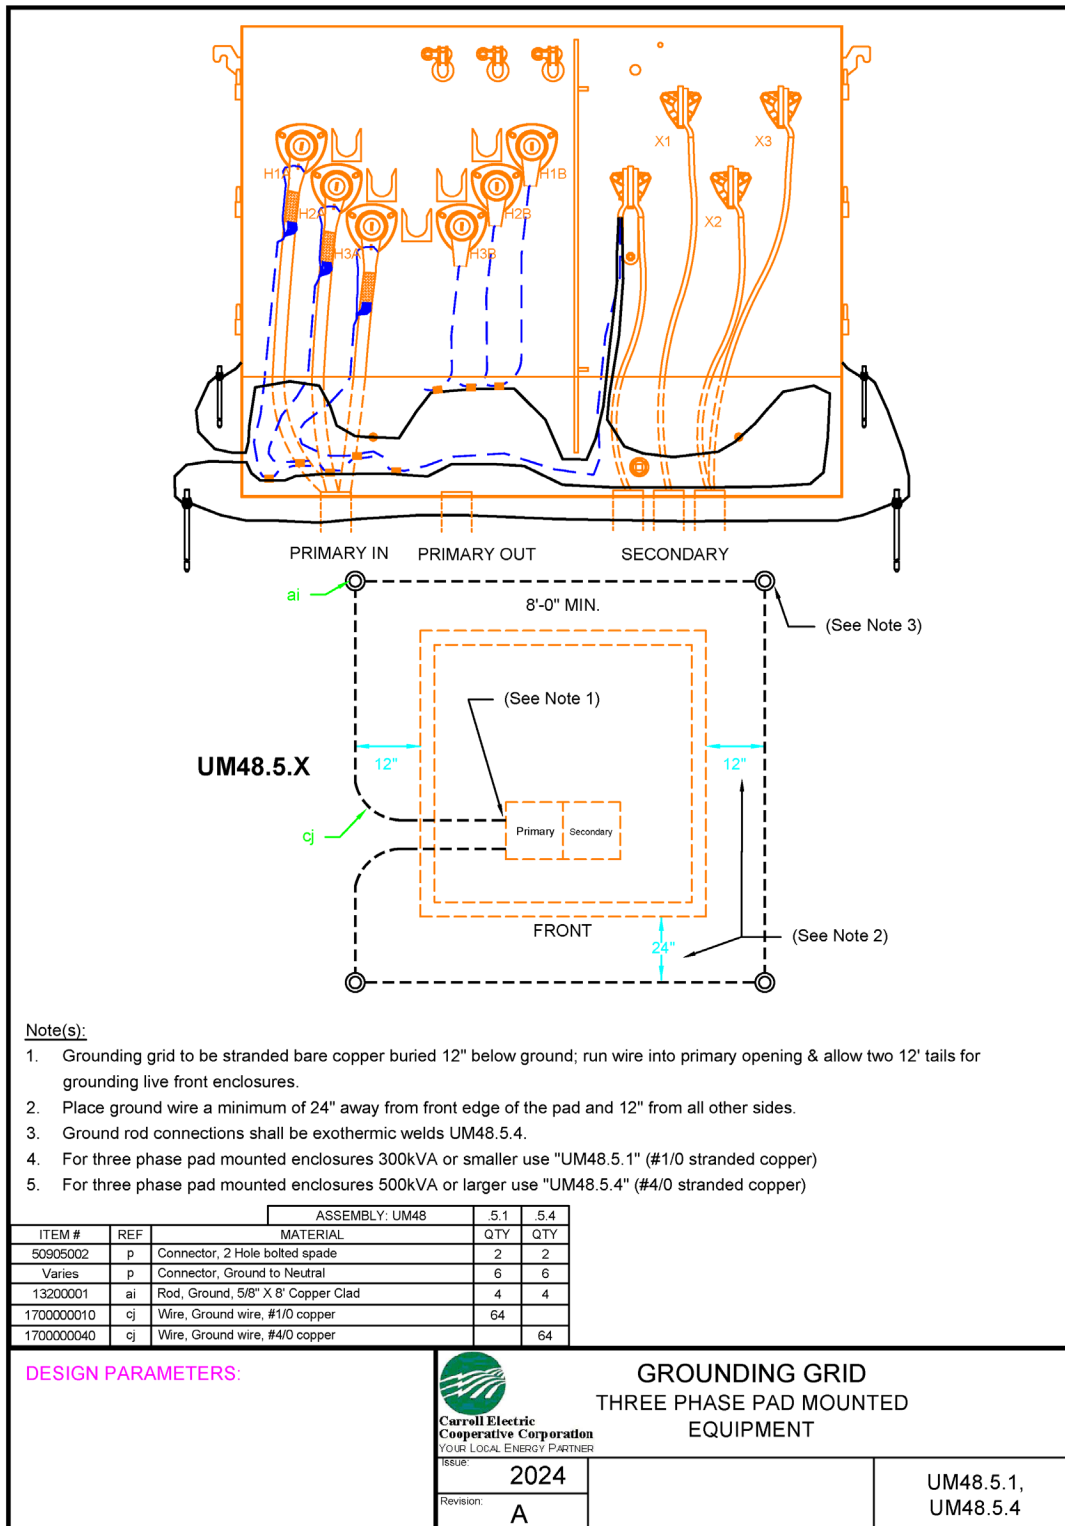 H1A
H2A
H3A
H3B
H2B
H1B
X1
X3
X2
PRIMARY IN
PRIMARY OUT
SECONDARY
ai
8'-0" MIN.
(See Note 3)
(See Note 1)
UM48.5.X
12"
12"
cj
Primary
Secondary
FRONT
24"
(See Note 2)
Note(s):
1. Grounding grid to be stranded bare copper buried 12" below ground; run wire into primary opening & allow two 12' tails for
grounding live front enclosures.
2. Place ground wire a minimum of 24" away from front edge of the pad and 12" from all other sides.
3. Ground rod connections shall be exothermic welds UM48.5.4.
4. For three phase pad mounted enclosures 300kVA or smaller use "UM48.5.1" (#1/0 stranded copper)
5. For three phase pad mounted enclosures 500kVA or larger use "UM48.5.4" (#4/0 stranded copper)
ASSEMBLY: UM48 .5.1 .5.4
ITEM # REF MATERIAL QTY QTY
50905002 p Connector, 2 Hole bolted spade 2 2
Varies p Connector, Ground to Neutral 6 6
13200001 ai Rod, Ground, 5/8" X 8' Copper Clad 4 4
1700000010 cj Wire, Ground wire, #1/0 copper 64
1700000040 cj Wire, Ground wire, #4/0 copper 64
DESIGN PARAMETERS:
Carroll Electric
Cooperative Corporation
YOUR LOCAL ENERGY PARTNER
GROUNDING GRID
THREE PHASE PAD MOUNTED
EQUIPMENT
Issue:
2024
Revision:
A
UM48.5.1,
UM48.5.4